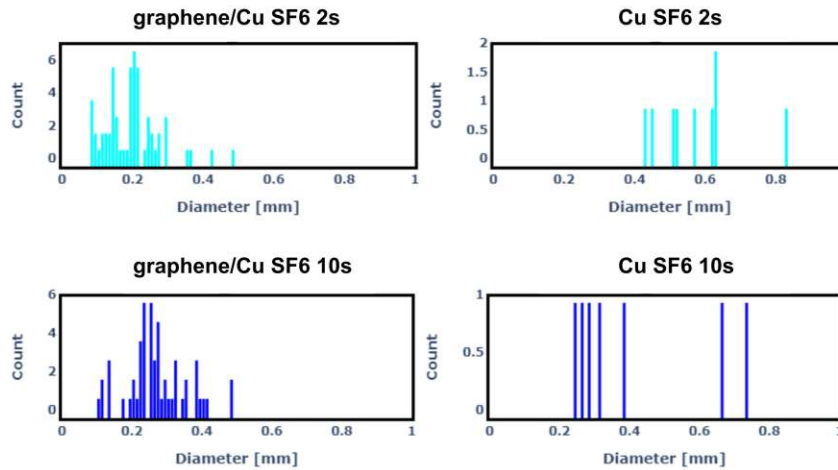 graphene/Cu SF6 2s
6
4
2
0
Count
0 0.2 0.4 0.6 0.8 1
Diameter [mm]
Cu SF6 2s
2
1.5
1
0.5
0
Count
0 0.2 0.4 0.6 0.8
Diameter [mm]
graphene/Cu SF6 10s
6
4
2
0
Count
0 0.2 0.4 0.6 0.8 1
Diameter [mm]
Cu SF6 10s
1
0.5
0
Count
0 0.2 0.4 0.6 0.8 1
Diameter [mm]